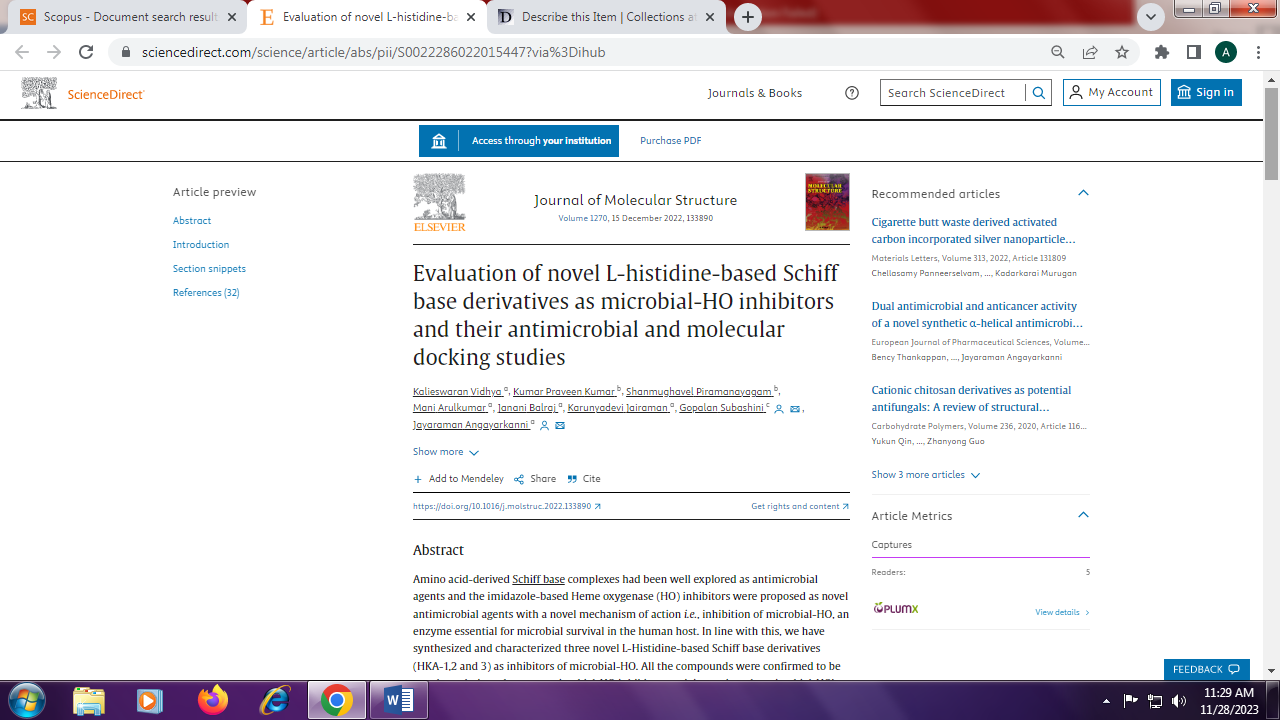 Scopus - Document search result
Evaluation of novel L-histidine-ba
Describe this Item | Collections a
sciencedirect.com/science/article/abs/pii/S0022286022015447?via%3Dihub
A
ScienceDirect
Journals & Books
Search ScienceDirect
My Account
Sign in
Access through your institution
Purchase PDF
Article preview
Abstract
Introduction
Section snippets
References (32)
ELSEVIER
Journal of Molecular Structure
Volume 1270, 15 December 2022, 133890
MOLECULAR STRUCTURE
Evaluation of novel L-histidine-based Schiff
base derivatives as microbial-HO inhibitors
and their antimicrobial and molecular
docking studies
Kalieswaran Vidhya a, Kumar Praveen Kumar b, Shanmughavel Piramanayagam b,
Mani Arulkumar a, Janani Balraj a, Karunyadevi Jairaman a, Gopalan Subashini c ,
Jayaraman Angayarkanni a
Show more
Add to Mendeley Share Cite
https://doi.org/10.1016/j.molstruc.2022.133890
Get rights and content
Abstract
Amino acid-derived Schiff base complexes had been well explored as antimicrobial
agents and the imidazole-based Heme oxygenase (HO) inhibitors were proposed as novel
antimicrobial agents with a novel mechanism of action i.e., inhibition of microbial-HO, an
enzyme essential for microbial survival in the human host. In line with this, we have
synthesized and characterized three novel L-Histidine-based Schiff base derivatives
(HKA-1,2 and 3) as inhibitors of microbial-HO. All the compounds were confirmed to be
Recommended articles
Cigarette butt waste derived activated
carbon incorporated silver nanoparticle…
Materials Letters, Volume 313, 2022, Article 131809
Chellasamy Panneerselvam, …, Kadarkarai Murugan
Dual antimicrobial and anticancer activity
of a novel synthetic α-helical antimicrobi…
European Journal of Pharmaceutical Sciences, Volume…
Bency Thankappan, …, Jayaraman Angayarkanni
Cationic chitosan derivatives as potential
antifungals: A review of structural…
Carbohydrate Polymers, Volume 236, 2020, Article 116…
Yukun Qin, …, Zhanyong Guo
Show 3 more articles
Article Metrics
Captures
Readers: 5
PLUMX
View details
FEEDBACK
11:29 AM
11/28/2023